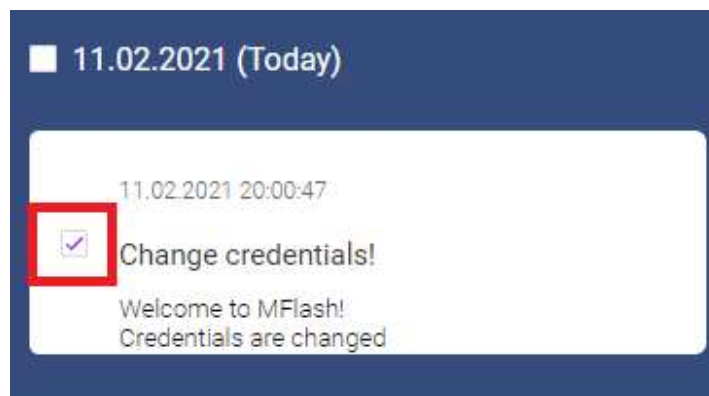 11.02.2021 (Today)
11.02.2021 20:00:47
Change credentials!
Welcome to MFlash!
Credentials are changed